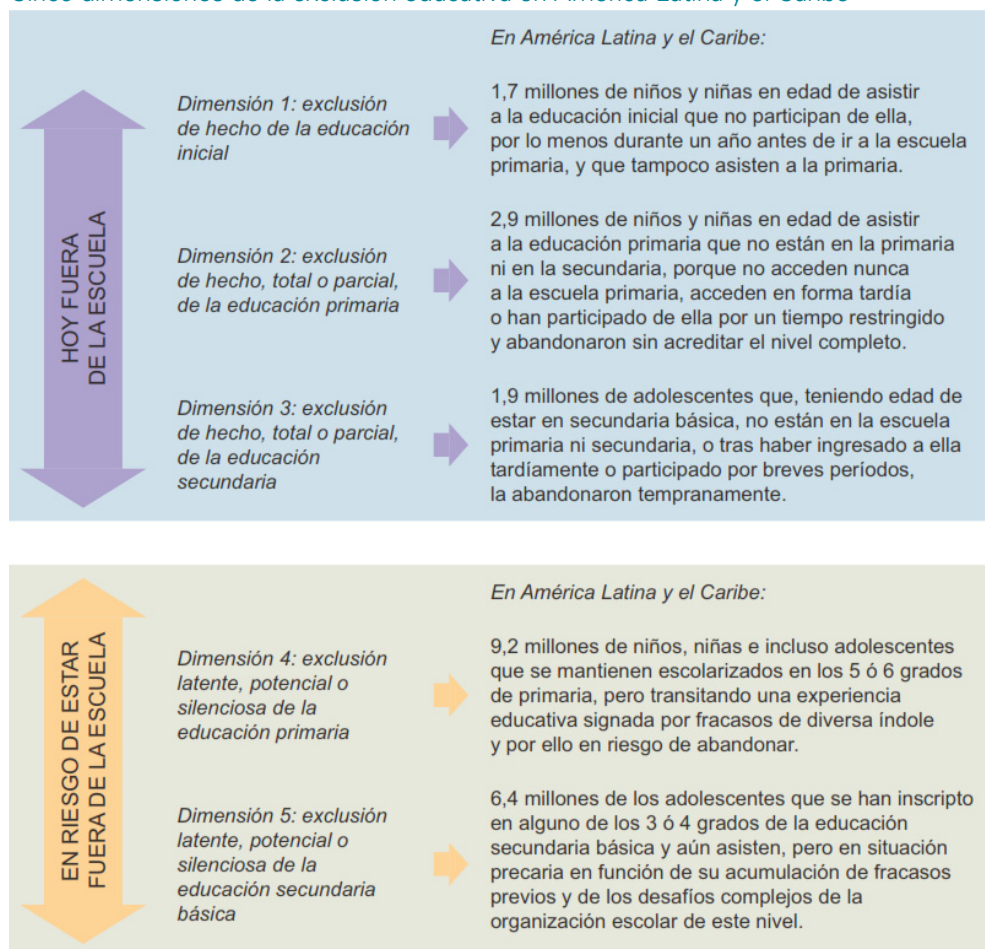 Cinco dimensiones de la exclusión educativa en América Latina y el Caribe
En América Latina y el Caribe:
HOY FUERA
DE LA ESCUELA
Dimensión 1: exclusión
de hecho de la educación
inicial
1,7 millones de niños y niñas en edad de asistir
a la educación inicial que no participan de ella,
por lo menos durante un año antes de ir a la escuela
primaria, y que tampoco asisten a la primaria.
Dimensión 2: exclusión
de hecho, total o parcial,
de la educación primaria
2,9 millones de niños y niñas en edad de asistir
a la educación primaria que no están en la primaria
ni en la secundaria, porque no acceden nunca
a la escuela primaria, acceden en forma tardía
o han participado de ella por un tiempo restringido
y abandonaron sin acreditar el nivel completo.
Dimensión 3: exclusión
de hecho, total o parcial,
de la educación
secundaria
1,9 millones de adolescentes que, teniendo edad de
estar en secundaria básica, no están en la escuela
primaria ni secundaria, o tras haber ingresado a ella
tardíamente o participado por breves períodos,
la abandonaron tempranamente.
En América Latina y el Caribe:
EN RIESGO DE ESTAR
FUERA DE LA ESCUELA
Dimensión 4: exclusión
latente, potencial o
silenciosa de la
educación primaria
9,2 millones de niños, niñas e incluso adolescentes
que se mantienen escolarizados en los 5 ó 6 grados
de primaria, pero transitando una experiencia
educativa signada por fracasos de diversa índole
y por ello en riesgo de abandonar.
Dimensión 5: exclusión
latente, potencial o
silenciosa de la
educación secundaria
básica
6,4 millones de los adolescentes que se han inscripto
en alguno de los 3 ó 4 grados de la educación
secundaria básica y aún asisten, pero en situación
precaria en función de su acumulación de fracasos
previos y de los desafíos complejos de la
organización escolar de este nivel.